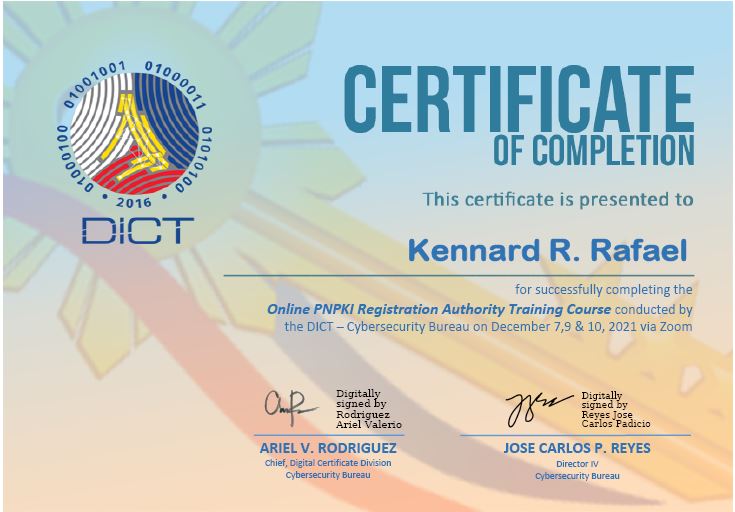 01000100 01001001 01000011 01010100
• 2016 •
DICT
CERTIFICATE
OF COMPLETION
This certificate is presented to
Kennard R. Rafael
for successfully completing the
Online PNPKI Registration Authority Training Course conducted by
the DICT – Cybersecurity Bureau on December 7,9 & 10, 2021 via Zoom
Digitally
signed by
Rodriguez
Ariel Valerio
ARIEL V. RODRIGUEZ
Chief, Digital Certificate Division
Cybersecurity Bureau
Digitally
signed by
Reyes Jose
Carlos Padicio
JOSE CARLOS P. REYES
Director IV
Cybersecurity Bureau